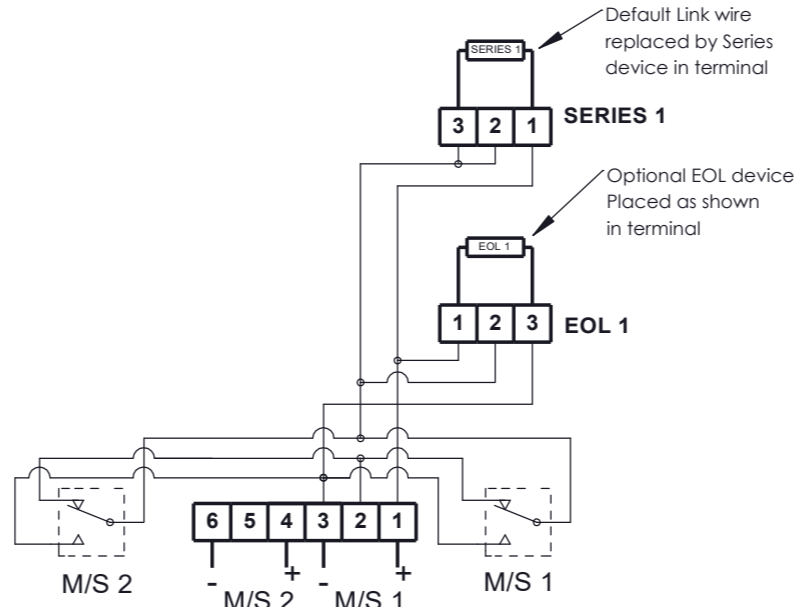 Default Link wire
replaced by Series
device in terminal
SERIES 1
3 2 1 SERIES 1
Optional EOL device
Placed as shown
in terminal
EOL 1
1 2 3 EOL 1
6 5 4 3 2 1
- + - +
M/S 2 M/S 2 M/S 1 M/S 1